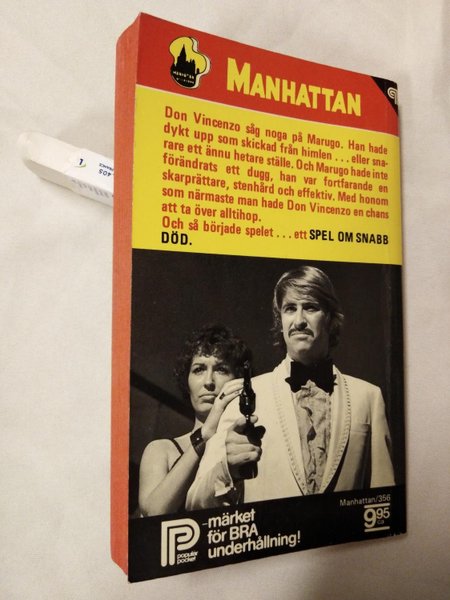 MANHATTAN
Don Vincenzo såg noga på Marugo. Han hade
dykt upp som skickad från himlen . . . eller sna-
rare ett ännu hetare ställe. Och Marugo hade inte
förändrats ett dugg, han var fortfarande en
skarprättare, stenhård och effektiv. Med honom
som närmaste man hade Don Vincenzo en chans
att ta över alltihop.
Och så började spelet . . . ett SPEL OM SNABB
DÖD.
Manhattan/356
9.95
ca
P
populär
pocket
-märket
för BRA
underhållning!